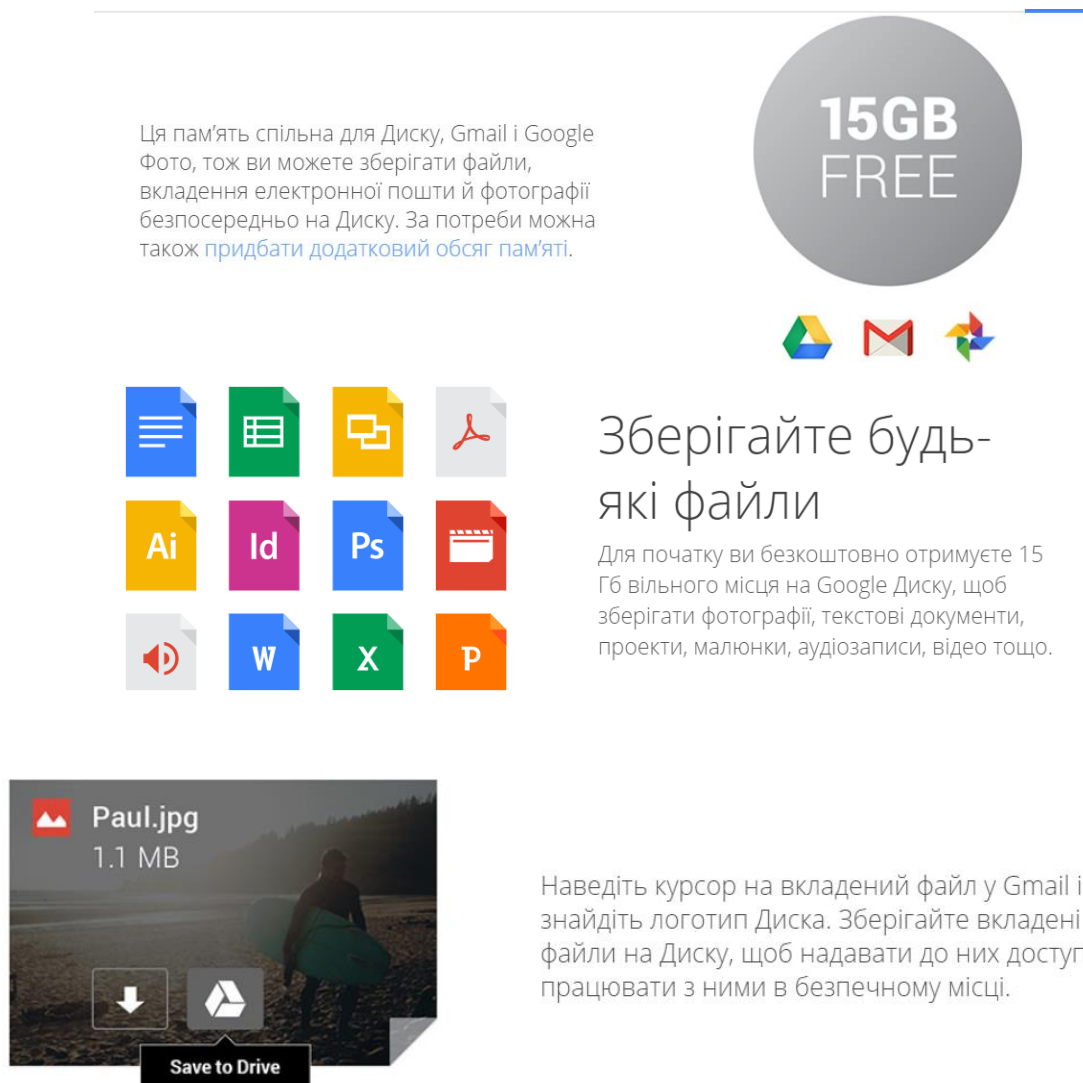 Ця пам'ять спільна для Диску, Gmail і Google
Фото, тож ви можете зберігати файли,
вкладення електронної пошти й фотографії
безпосередньо на Диску. За потреби можна
також придбати додатковий обсяг пам'яті.
15GB
FREE
Ai
Id
Ps
W
X
P
Зберігайте будь-
які файли
Для початку ви безкоштовно отримуєте 15
Гб вільного місця на Google Диску, щоб
зберігати фотографії, текстові документи,
проекти, малюнки, аудіозаписи, відео тощо.
Paul.jpg
1.1 MB
Save to Drive
Наведіть курсор на вкладений файл у Gmail і
знайдіть логотип Диска. Зберігайте вкладені
файли на Диску, щоб надавати до них доступ
працювати з ними в безпечному місці.